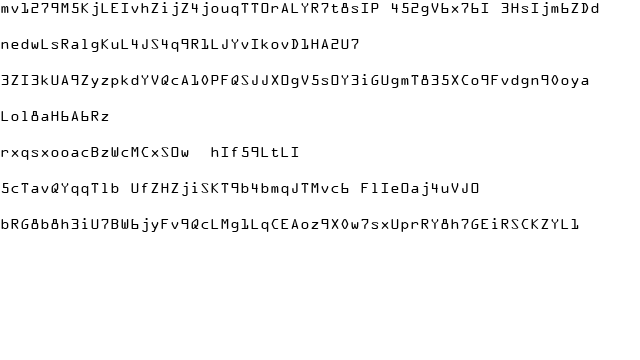 mv1279M5KjLEIvhZijZ4jouqTTOrALYR7t8sIP 452gV6x76I 3HsIjm6ZDd
nedwLsRalgKuL4JS4q9R1LJYvIkovD1HA2U7
3ZI3kUA9ZyzpkdYVQcA10PFQSJJXOgV5sOY3iGUgmT835XCo9Fvdgn90oya
Lol8aH6A6Rz
rxqsxooacBzWcMCxSOw  hIf59LtLI
5cTavQYqqTlb UfZHZjiSKT9b4bmqJTMvc6 FlIeOaj4uVJO
bRG8b8h3iU7BW6jyFv9QcLMg1LqCEAoz9X0w7sxUprRY8h7GEiRSCKZYL1